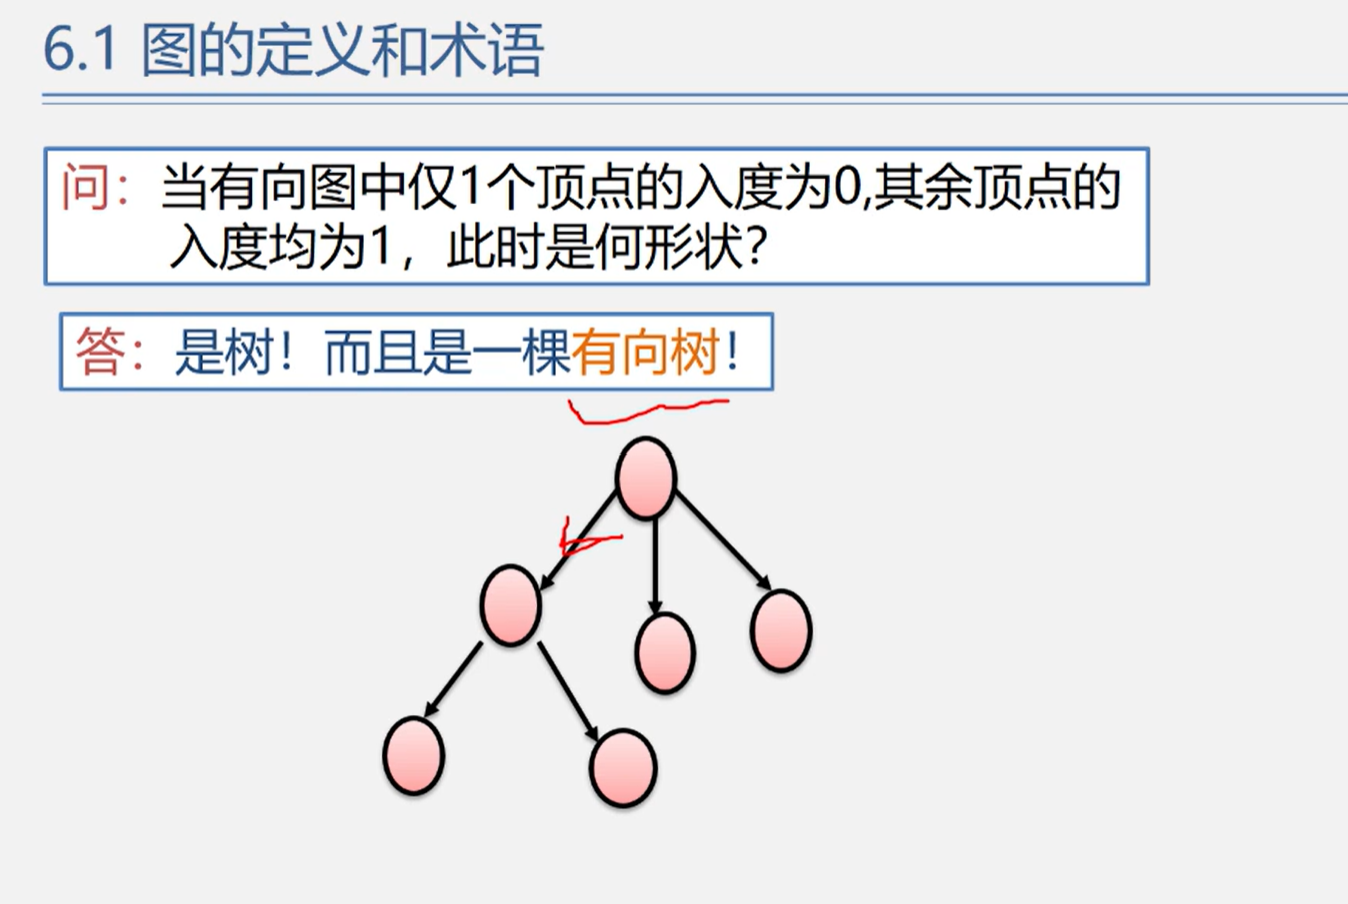 6.1 图的定义和术语
问：当有向图中仅1个顶点的入度为0,其余顶点的
入度均为1，此时是何形状？
答：是树！而且是一棵有向树！